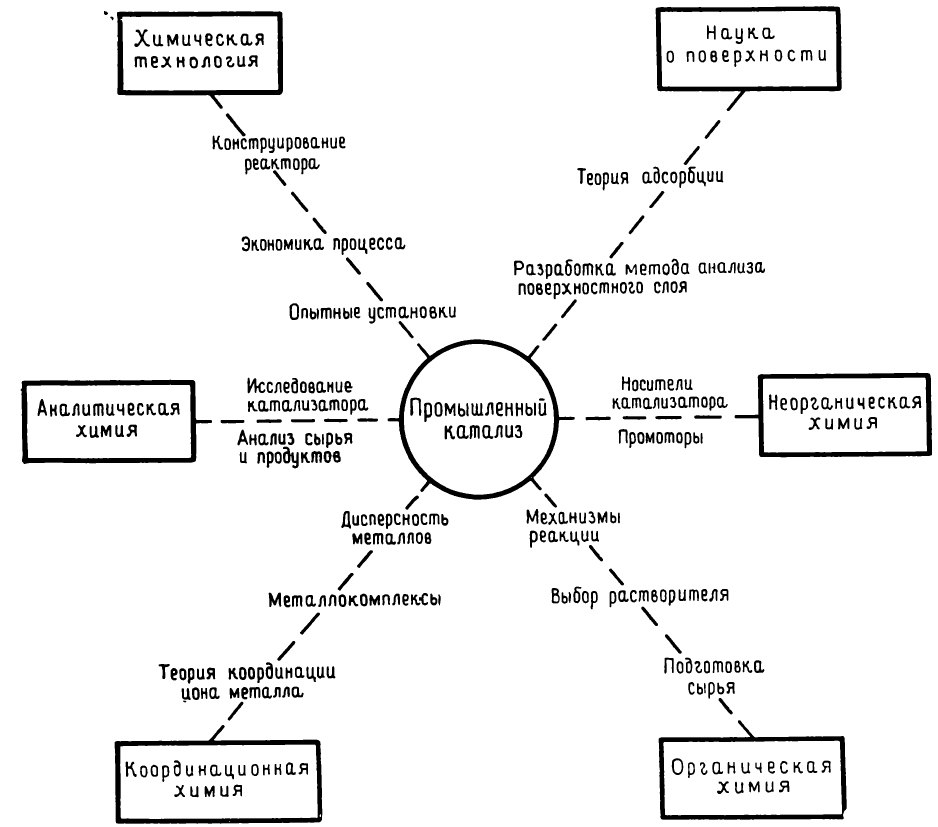 Химическая
технология
Наука
о поверхности
Конструирование
реактора
Теория адсорбции
Экономика процесса
Разработка метода анализа
поверхностного слоя
Опытные установки
Аналитическая
химия
Исследование
катализатора
Анализ сырья
и продуктов
Промышленный
катализ
Носители
катализатора
Промоторы
Неорганическая
химия
Дисперсность
металлов
Механизмы
реакции
Металлокомплексы
Выбор растворителя
Теория координации
иона металла
Подготовка
сырья
Координационная
химия
Органическая
химия